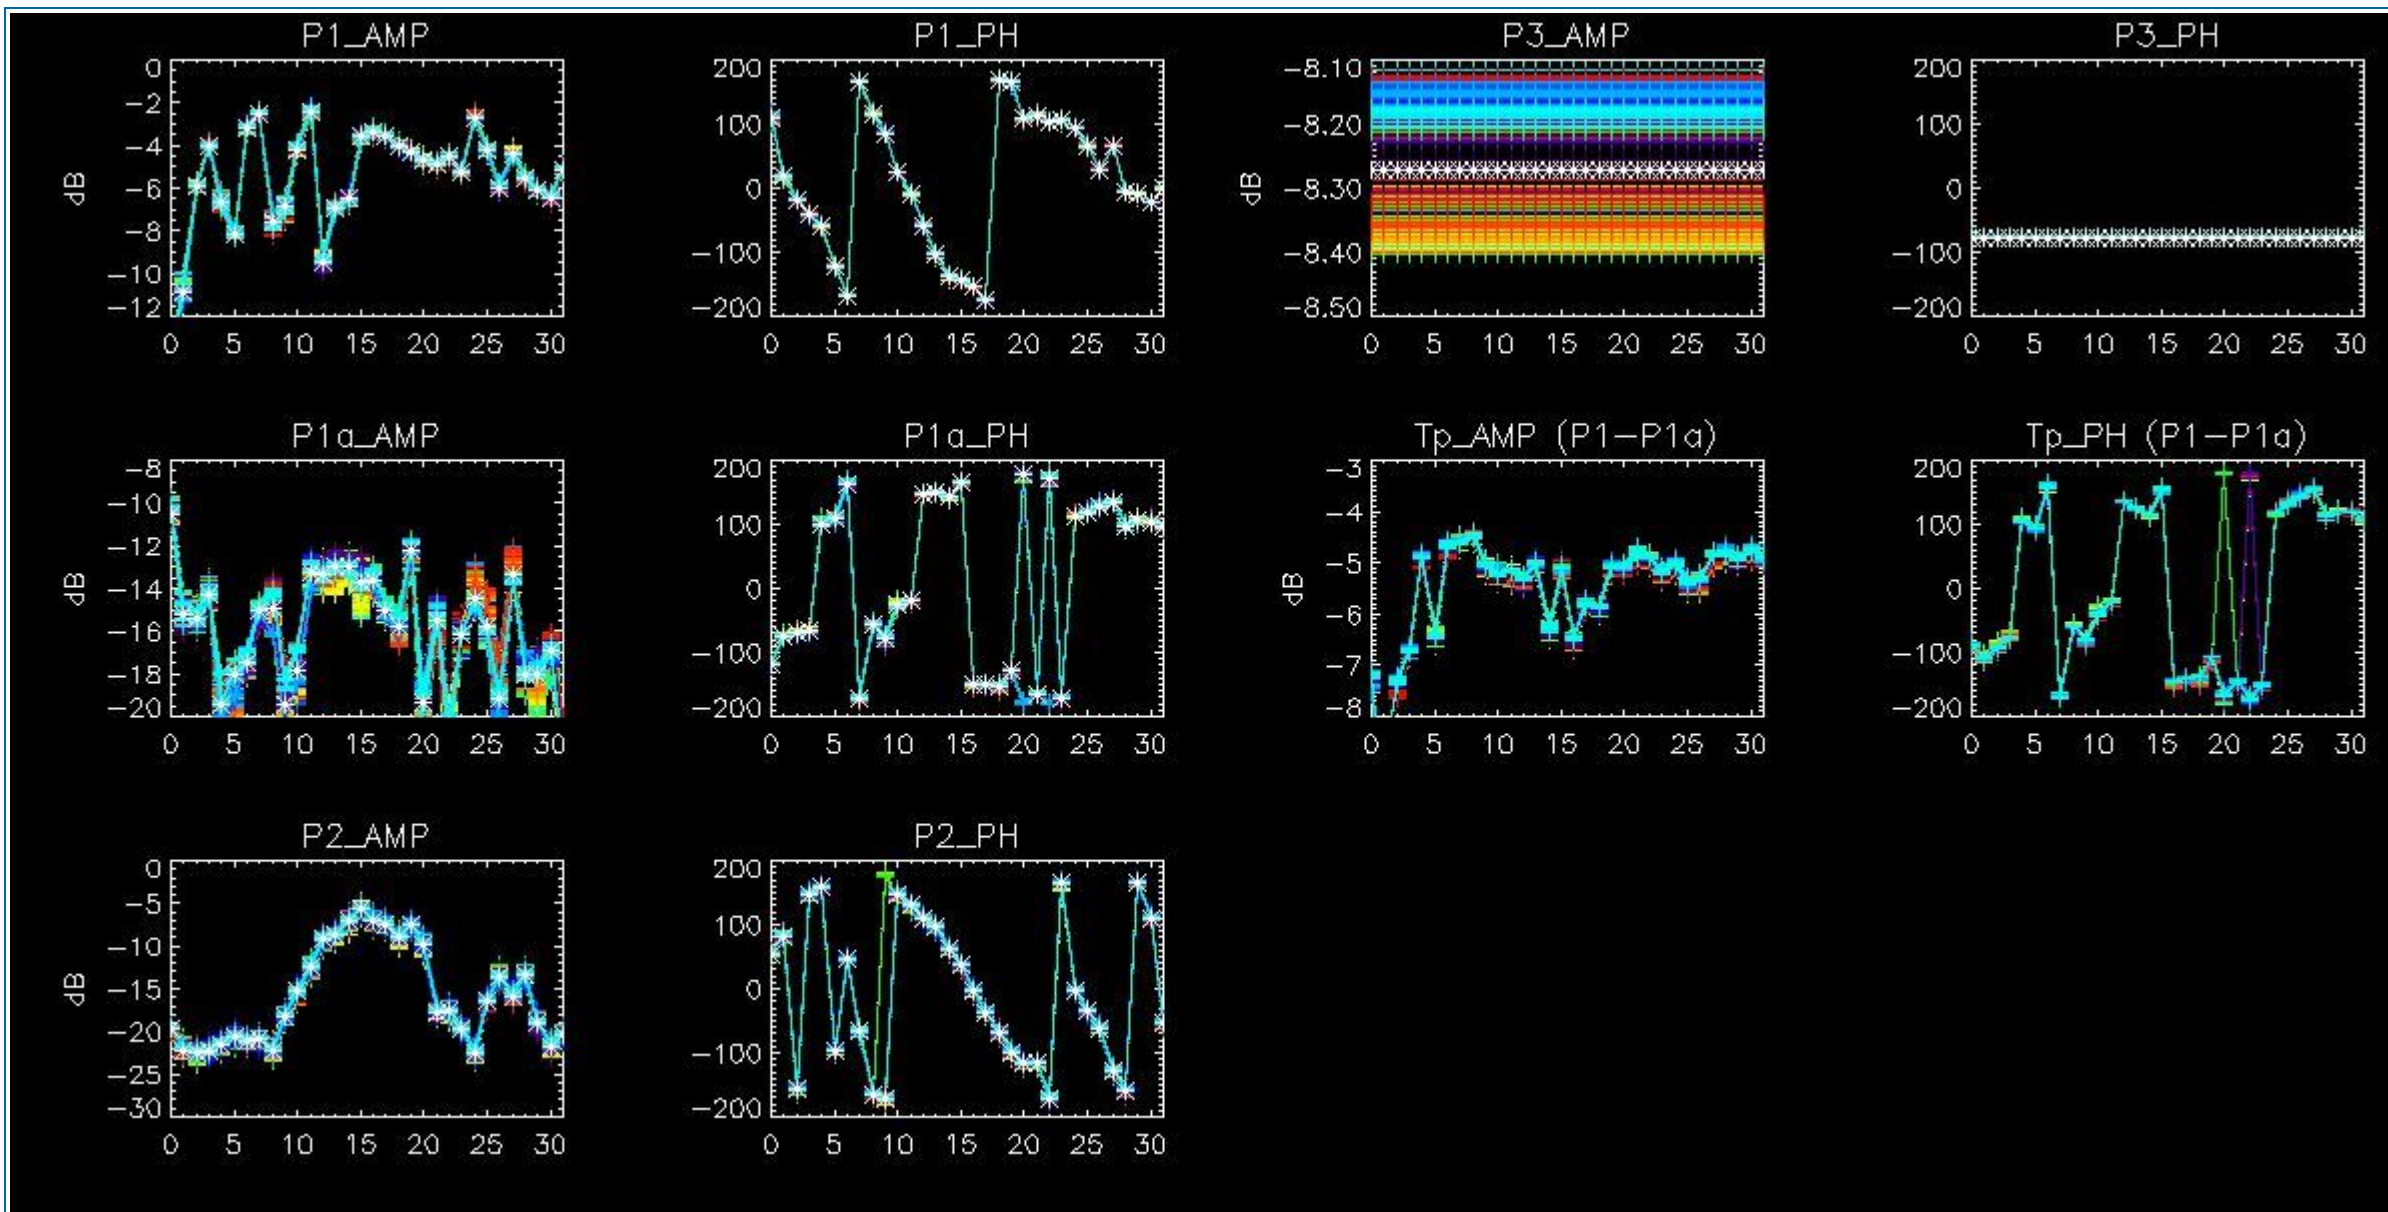 P1_AMP
0
−2
−4
−6
−8
−10
−12
dB
0 5 10 15 20 25 30
P1_PH
200
100
0
−100
−200
0 5 10 15 20 25 30
P3_AMP
−8.10
−8.20
−8.30
−8.40
−8.50
dB
0 5 10 15 20 25 30
P3_PH
200
100
0
−100
−200
0 5 10 15 20 25 30
P1a_AMP
−8
−10
−12
−14
−16
−18
−20
dB
0 5 10 15 20 25 30
P1a_PH
200
100
0
−100
−200
0 5 10 15 20 25 30
Tp_AMP (P1−P1a)
−3
−4
−5
−6
−7
−8
dB
0 5 10 15 20 25 30
Tp_PH (P1−P1a)
200
100
0
−100
−200
0 5 10 15 20 25 30
P2_AMP
0
−5
−10
−15
−20
−25
−30
dB
0 5 10 15 20 25 30
P2_PH
200
100
0
−100
−200
0 5 10 15 20 25 30